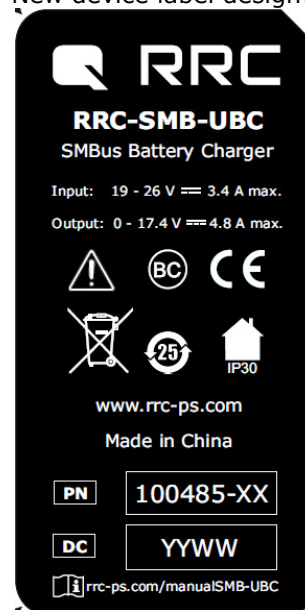 New device label design
RRC
RRC-SMB-UBC
SMBus Battery Charger
Input: 19 - 26 V ⎓ 3.4 A max.
Output: 0 - 17.4 V ⎓ 4.8 A max.
BC CE
25
IP30
www.rrc-ps.com
Made in China
PN 100485-XX
DC YYWW
i rrc-ps.com/manualSMB-UBC